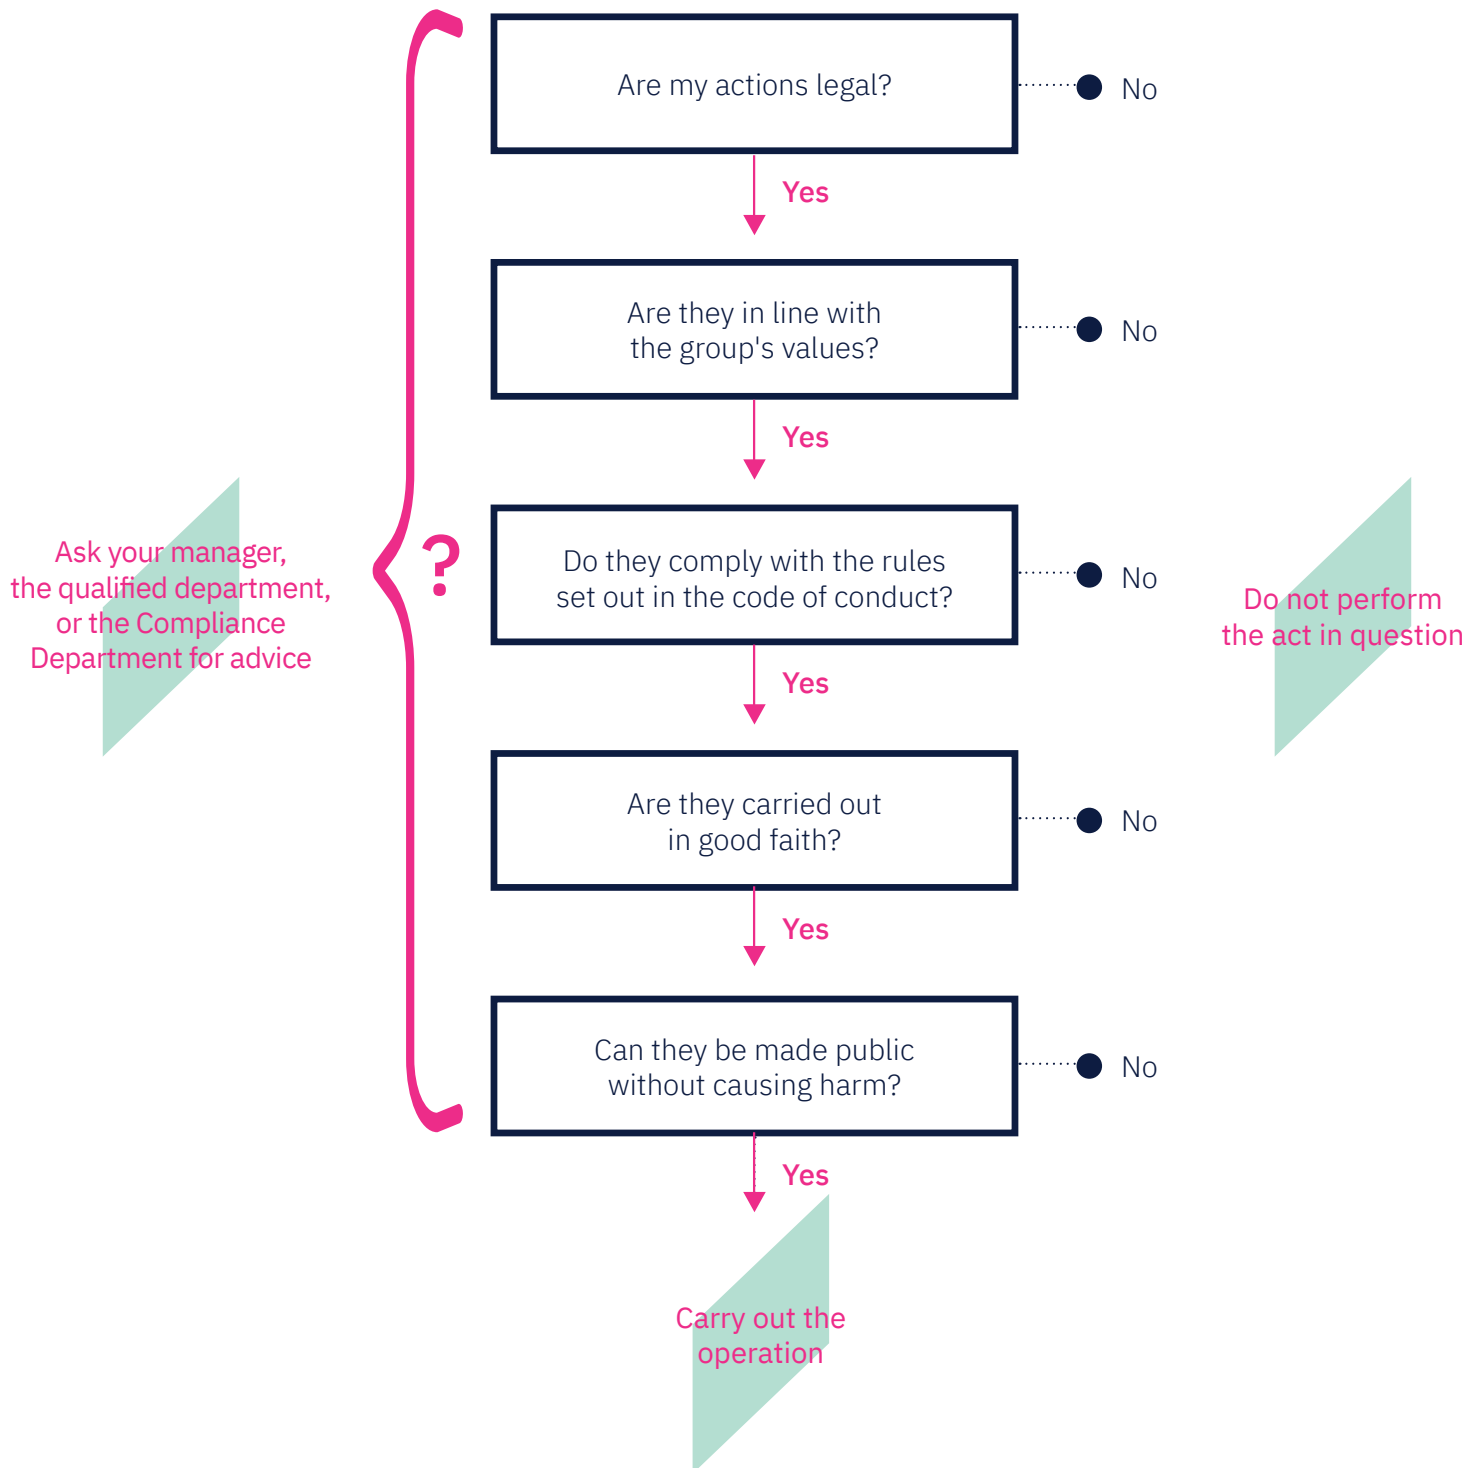 Are my actions legal?
No
Yes
Are they in line with
the group's values?
No
Yes
Ask your manager,
the qualified department,
or the Compliance
Department for advice
?
Do they comply with the rules
set out in the code of conduct?
No
Do not perform
the act in question
Yes
Are they carried out
in good faith?
No
Yes
Can they be made public
without causing harm?
No
Yes
Carry out the
operation